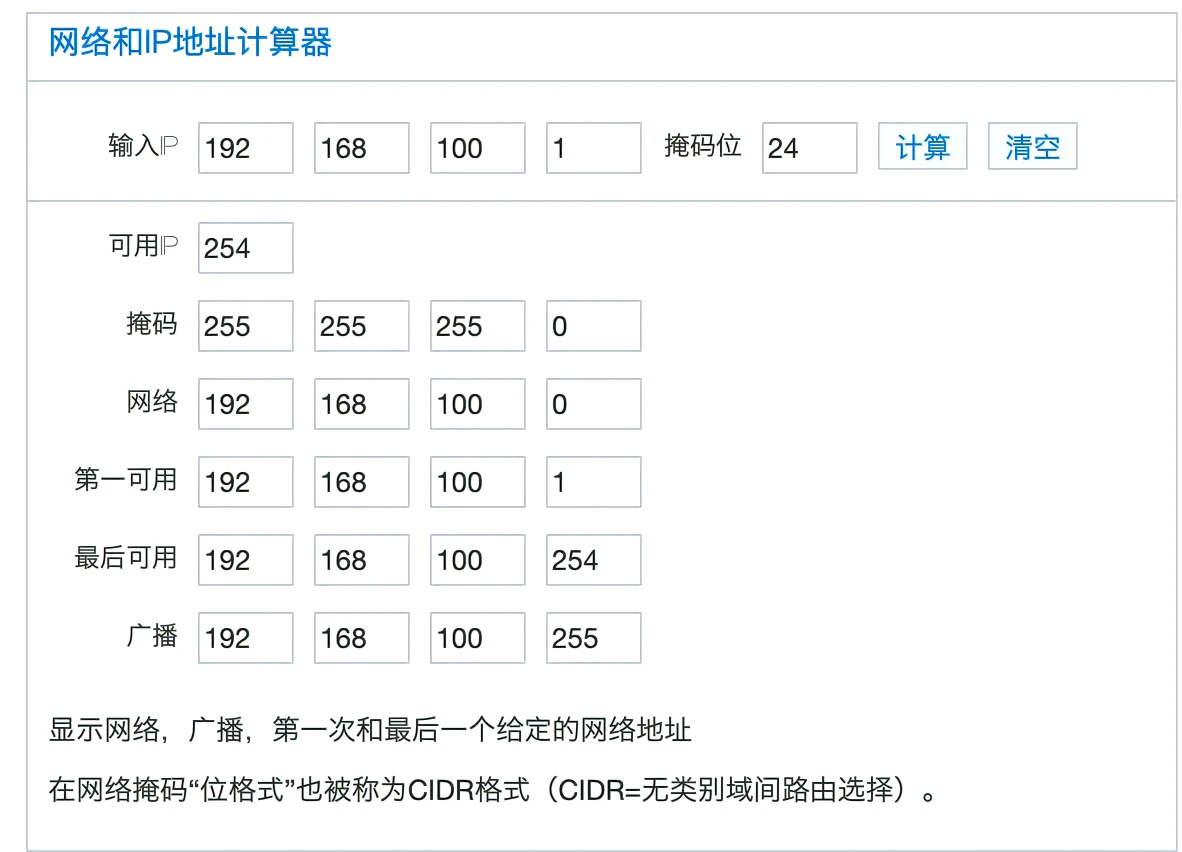 网络和IP地址计算器
输入IP 192 168 100 1 掩码位 24 计算 清空
可用IP 254
掩码 255 255 255 0
网络 192 168 100 0
第一可用 192 168 100 1
最后可用 192 168 100 254
广播 192 168 100 255
显示网络，广播，第一次和最后一个给定的网络地址
在网络掩码“位格式”也被称为CIDR格式（CIDR=无类别域间路由选择）。